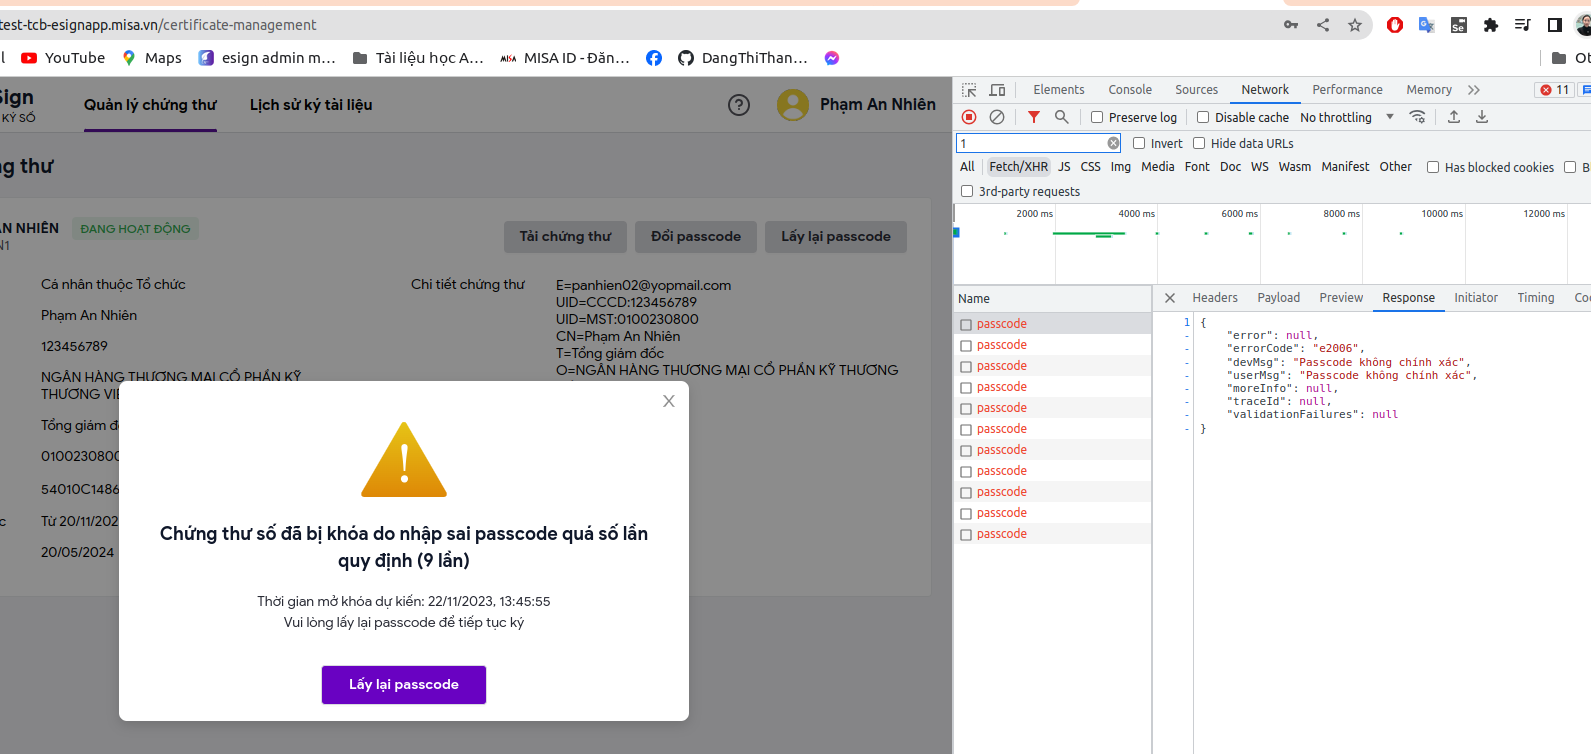 test-tcb-esignapp.misa.vn/certificate-management
YouTube Maps esign admin m... Tài liệu học A... MISA ID - Đăn... DangThiThan...
Sign
KÝ SỐ
Quản lý chứng thư Lịch sử ký tài liệu Phạm An Nhiên
thư
NHIÊN ĐANG HOẠT ĐỘNG
Tải chứng thư Đổi passcode Lấy lại passcode
Cá nhân thuộc Tổ chức
Phạm An Nhiên
123456789
NGÂN HÀNG THƯƠNG MẠI CỔ PHẦN KỸ
THƯƠNG
Tổng giám
0100230800
54010C1486
Từ 20/11/202
20/05/2024
Chi tiết chứng thư
E=panhien02@yopmail.com
UID=CCCD:123456789
UID=MST:0100230800
CN=Phạm An Nhiên
T=Tổng giám đốc
O=NGÂN HÀNG THƯƠNG MẠI CỔ PHẦN KỸ THƯƠNG
X
Chứng thư số đã bị khóa do nhập sai passcode quá số lần
quy định (9 lần)
Thời gian mở khóa dự kiến: 22/11/2023, 13:45:55
Vui lòng lấy lại passcode để tiếp tục ký
Lấy lại passcode
Elements Console Sources Network Performance Memory 11
Preserve log Disable cache No throttling
1 Invert Hide data URLs
All Fetch/XHR JS CSS Img Media Font Doc WS Wasm Manifest Other Has blocked cookies
3rd-party requests
2000 ms 4000 ms 6000 ms 8000 ms 10000 ms 12000 ms
Name
passcode
passcode
passcode
passcode
passcode
passcode
passcode
passcode
passcode
passcode
passcode
Headers Payload Preview Response Initiator Timing
1 {
- "error": null,
- "errorCode": "e2006",
- "devMsg": "Passcode không chính xác",
- "userMsg": "Passcode không chính xác",
- "moreInfo": null,
- "traceId": null,
- "validationFailures": null
- }